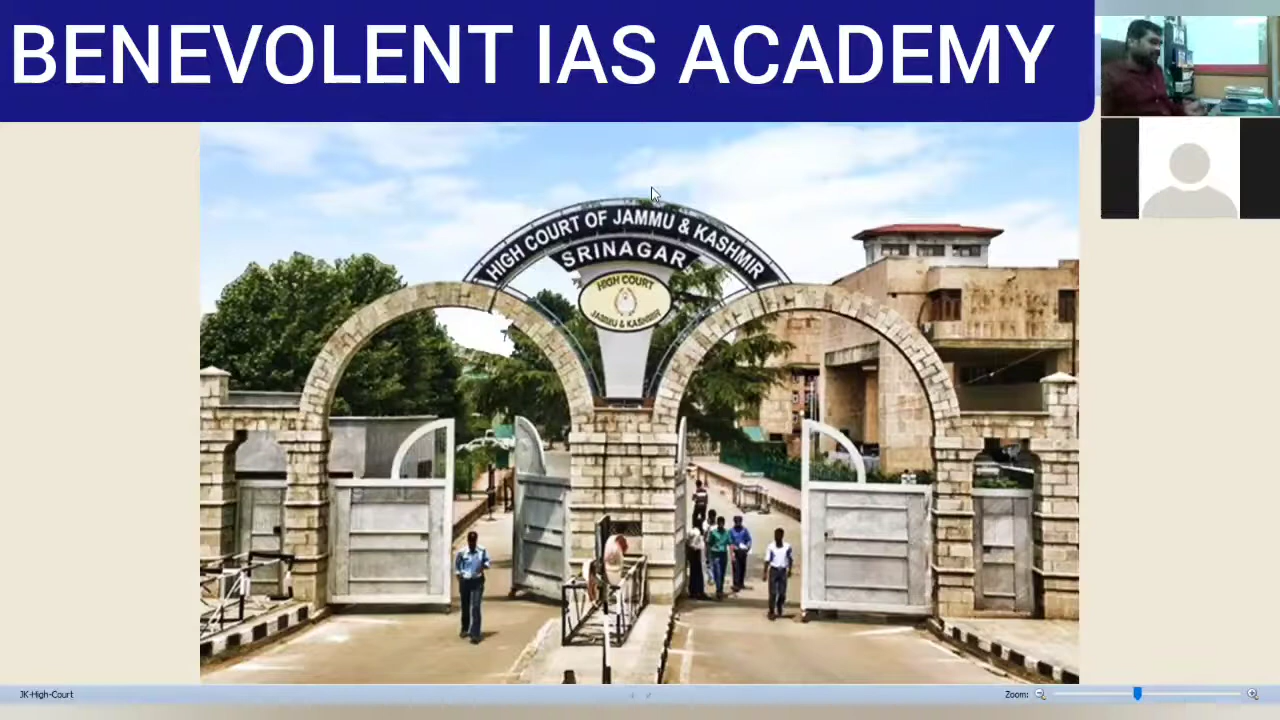 BENEVOLENT IAS ACADEMY
HIGH COURT OF JAMMU & KASHMIR
SRINAGAR
HIGH COURT
JAMMU & KASHMIR
JK-High-Court
Zoom: